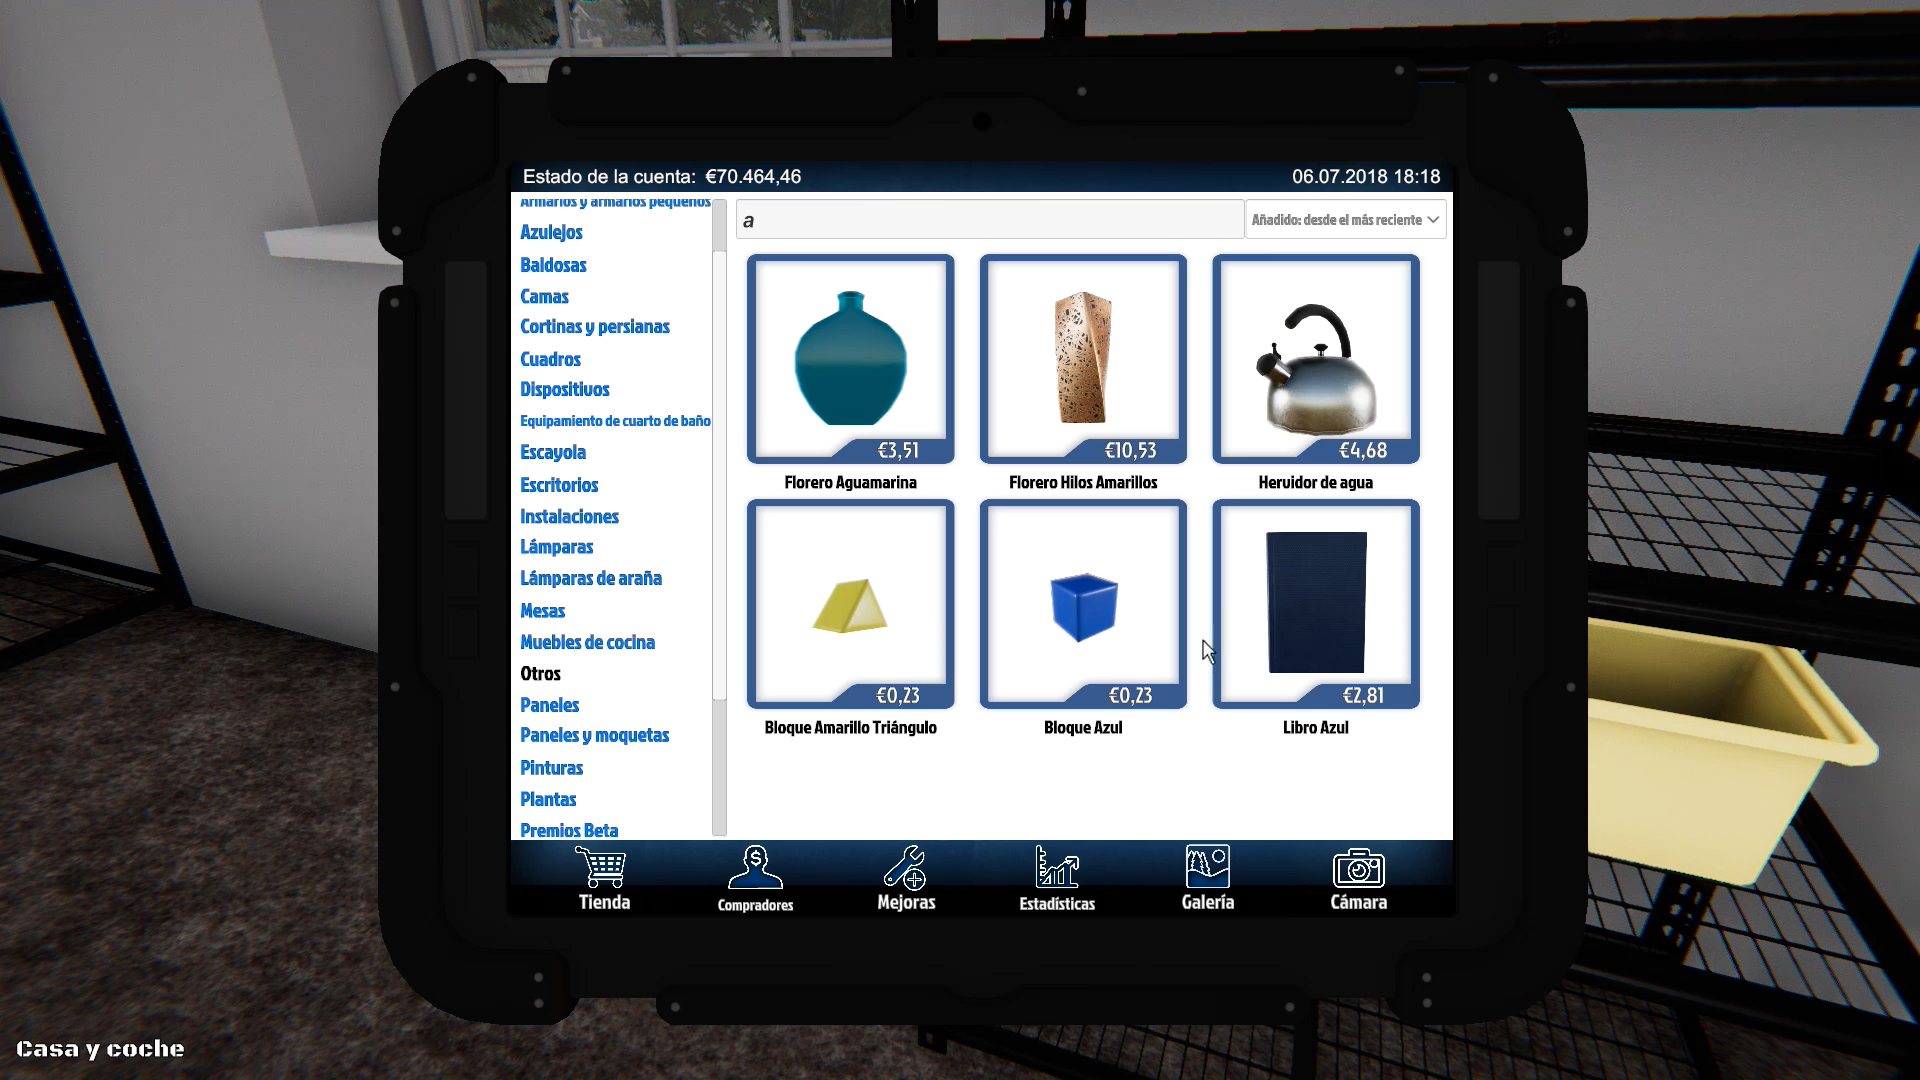 Estado de la cuenta: €70.464,46
06.07.2018 18:18
Armarios y armarios pequeños
Azulejos
Baldosas
Camas
Cortinas y persianas
Cuadros
Dispositivos
Equipamiento de cuarto de baño
Escayola
Escritorios
Instalaciones
Lámparas
Lámparas de araña
Mesas
Muebles de cocina
Otros
Paneles
Paneles y moquetas
Pinturas
Plantas
Premios Beta
a
Añadido: desde el más reciente
€3,51
Florero Aguamarina
€10,53
Florero Hilos Amarillos
€4,68
Hervidor de agua
€0,23
Bloque Amarillo Triángulo
€0,23
Bloque Azul
€2,81
Libro Azul
Tienda
Compradores
Mejoras
Estadísticas
Galería
Cámara
Casa y coche